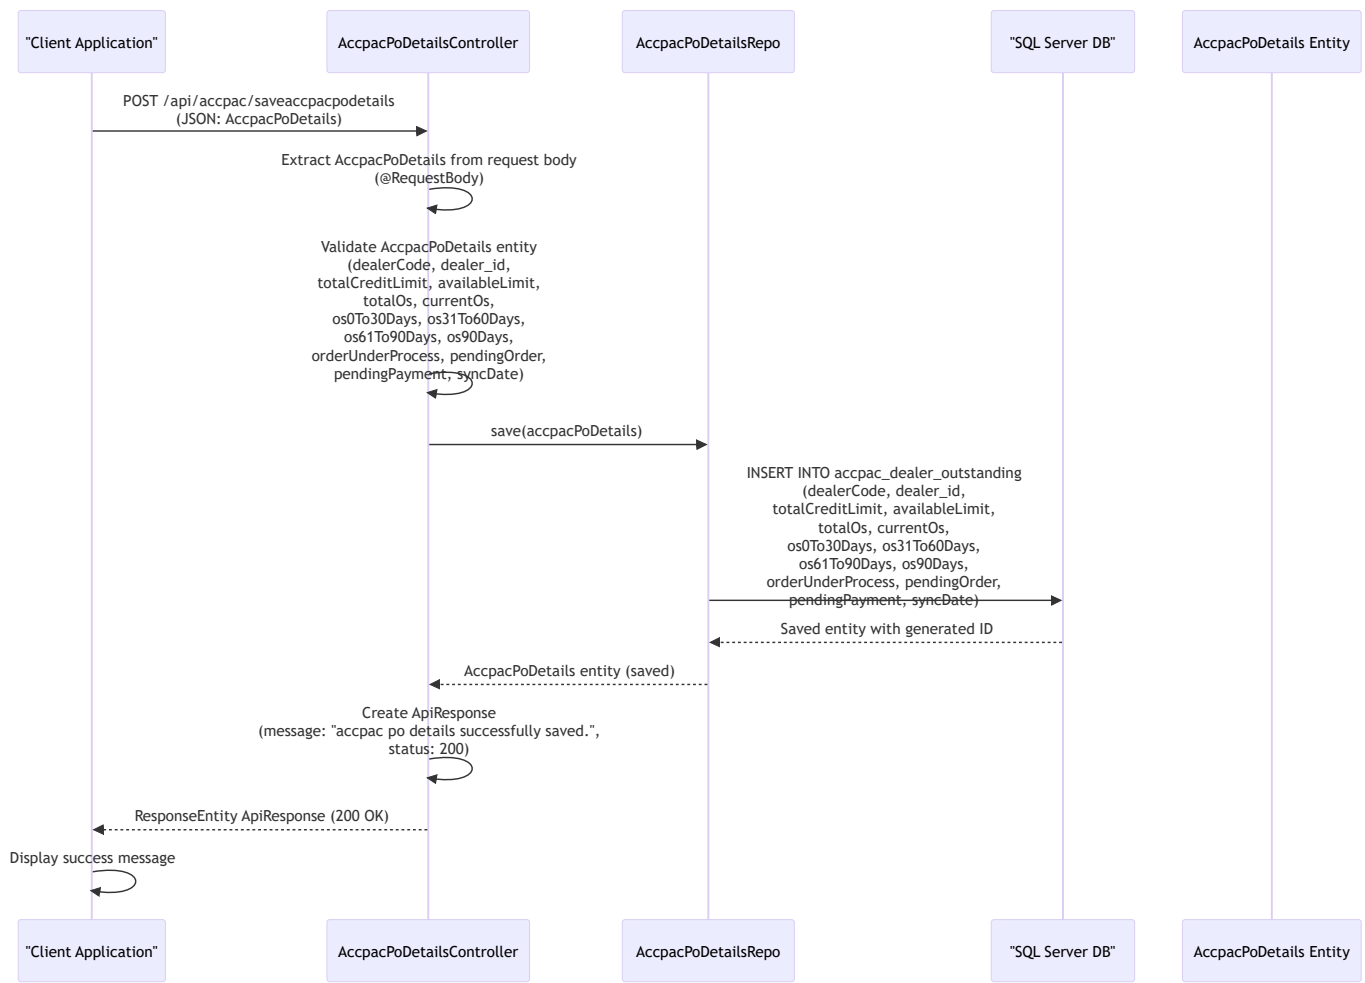 "Client Application"
AccpacPoDetailsController
AccpacPoDetailsRepo
"SQL Server DB"
AccpacPoDetails Entity
POST /api/accpac/saveaccpacpodetails
(JSON: AccpacPoDetails)
Extract AccpacPoDetails from request body
(@RequestBody)
Validate AccpacPoDetails entity
(dealerCode, dealer_id,
totalCreditLimit, availableLimit,
totalOs, currentOs,
os0To30Days, os31To60Days,
os61To90Days, os90Days,
orderUnderProcess, pendingOrder,
pendingPayment, syncDate)
save(accpacPoDetails)
INSERT INTO accpac_dealer_outstanding
(dealerCode, dealer_id,
totalCreditLimit, availableLimit,
totalOs, currentOs,
os0To30Days, os31To60Days,
os61To90Days, os90Days,
orderUnderProcess, pendingOrder,
pendingPayment, syncDate)
Saved entity with generated ID
AccpacPoDetails entity (saved)
Create ApiResponse
(message: "accpac po details successfully saved.",
status: 200)
ResponseEntity ApiResponse (200 OK)
Display success message
"Client Application"
AccpacPoDetailsController
AccpacPoDetailsRepo
"SQL Server DB"
AccpacPoDetails Entity